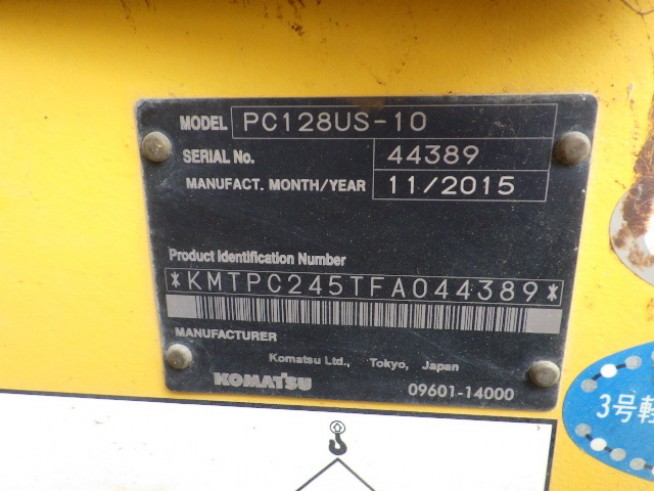 MODEL PC128US-10
SERIAL No. 44389
MANUFACT. MONTH/YEAR 11/2015
Product Identification Number
*KMTPC245TFA044389*
MANUFACTURER
Komatsu Ltd., Tokyo, Japan
KOMATSU 09601-14000
3号軽